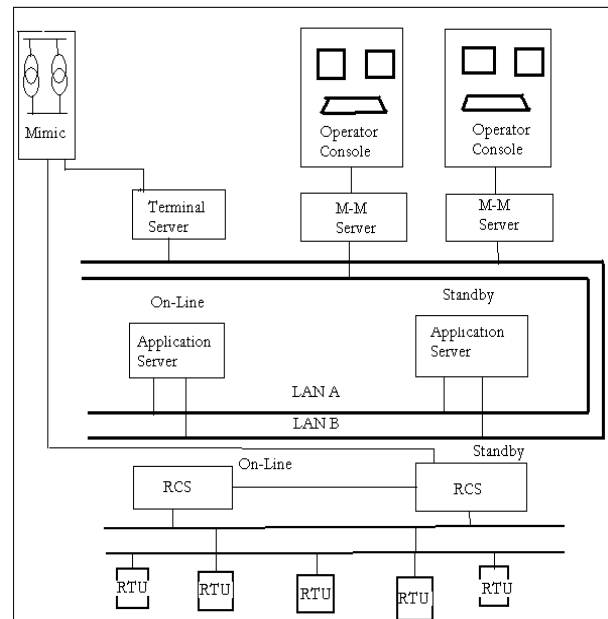 Mimic
Operator
Console
Operator
Console
Terminal
Server
M-M
Server
M-M
Server
On-Line
Standby
Application
Server
Application
Server
LAN A
LAN B
On-Line
Standby
RCS
RCS
RTU
RTU
RTU
RTU
RTU